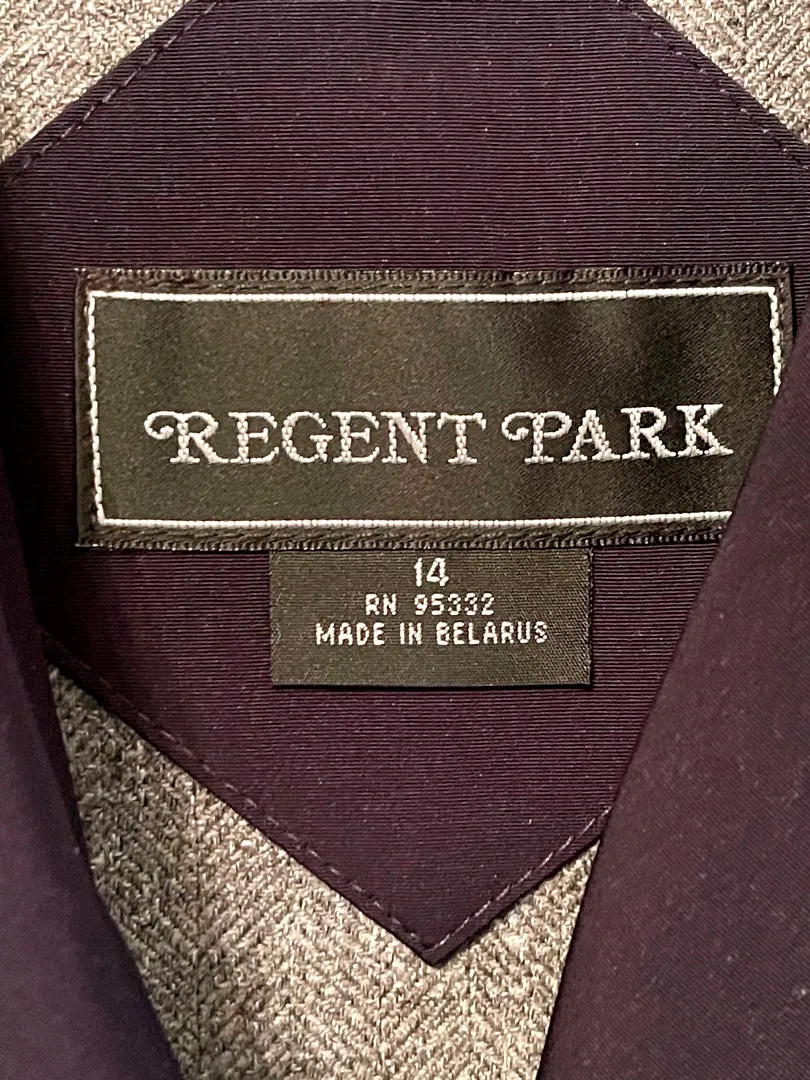 REGENT PARK
14
RN 95332
MADE IN BELARUS